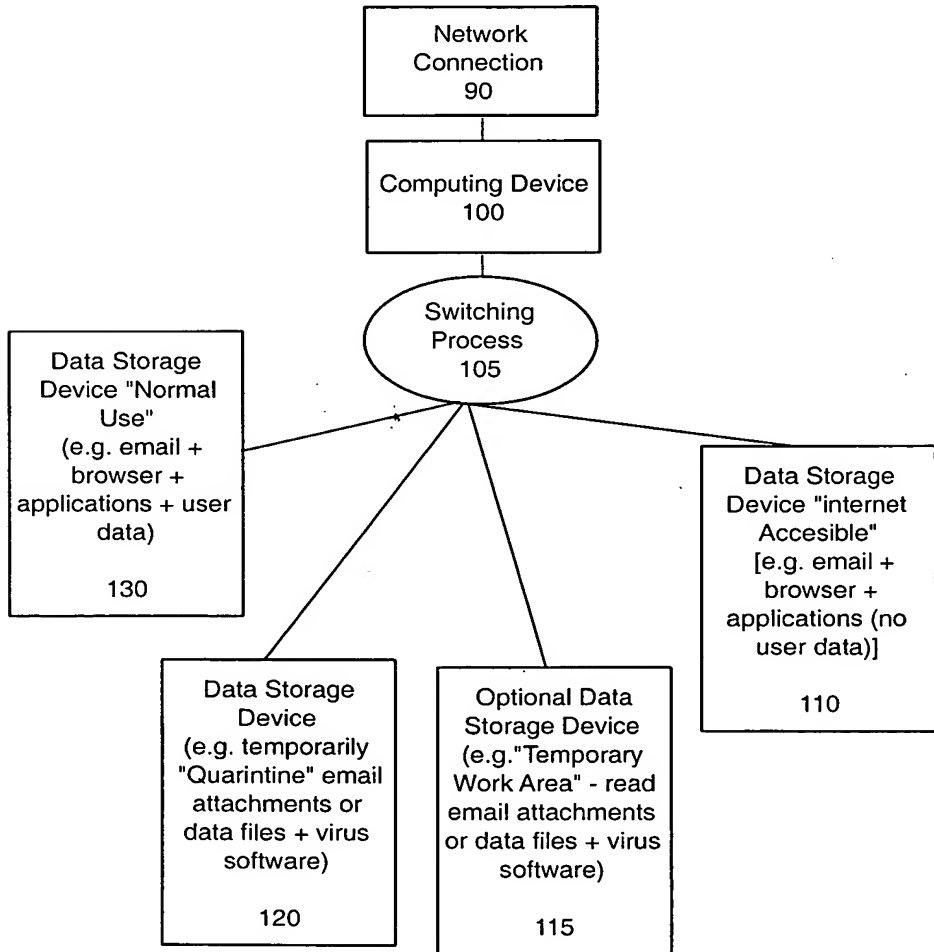 Network
Connection
90
Computing Device
100
Switching
Process
105
Data Storage
Device "Normal
Use"
(e.g. email +
browser +
applications + user
data)
130
Data Storage
Device "internet
Accesible"
[e.g. email +
browser +
applications (no
user data)]
110
Data Storage
Device
(e.g. temporarily
"Quarintine" email
attachments or
data files + virus
software)
120
Optional Data
Storage Device
(e.g."Temporary
Work Area" - read
email attachments
or data files + virus
software)
115